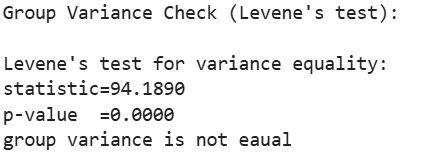 Group Variance Check (Levene's test):
Levene's test for variance equality:
statistic=94.1890
p-value  =0.0000
group variance is not eaual